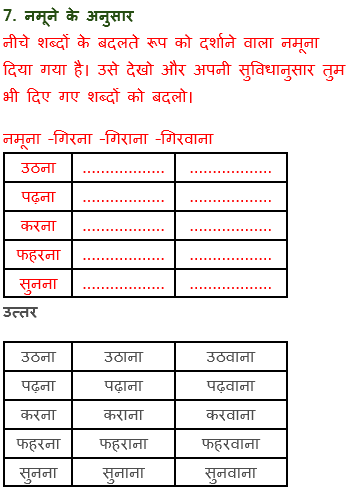 7. नमूने के अनुसार
नीचे शब्दों के बदलते रूप को दर्शाने वाला नमूना
दिया गया है। उसे देखो और अपनी सुविधानुसार तुम
भी दिए गए शब्दों को बदलो।
नमूना -गिरना -गिराना -गिरवाना
उठना .................. ..................
पढ़ना .................. ..................
करना .................. ..................
फहरना .................. ..................
सुनना .................. ..................
उत्तर
उठना उठाना उठवाना
पढ़ना पढ़ाना पढ़वाना
करना कराना करवाना
फहरना फहराना फहरवाना
सुनना सुनाना सुनवाना